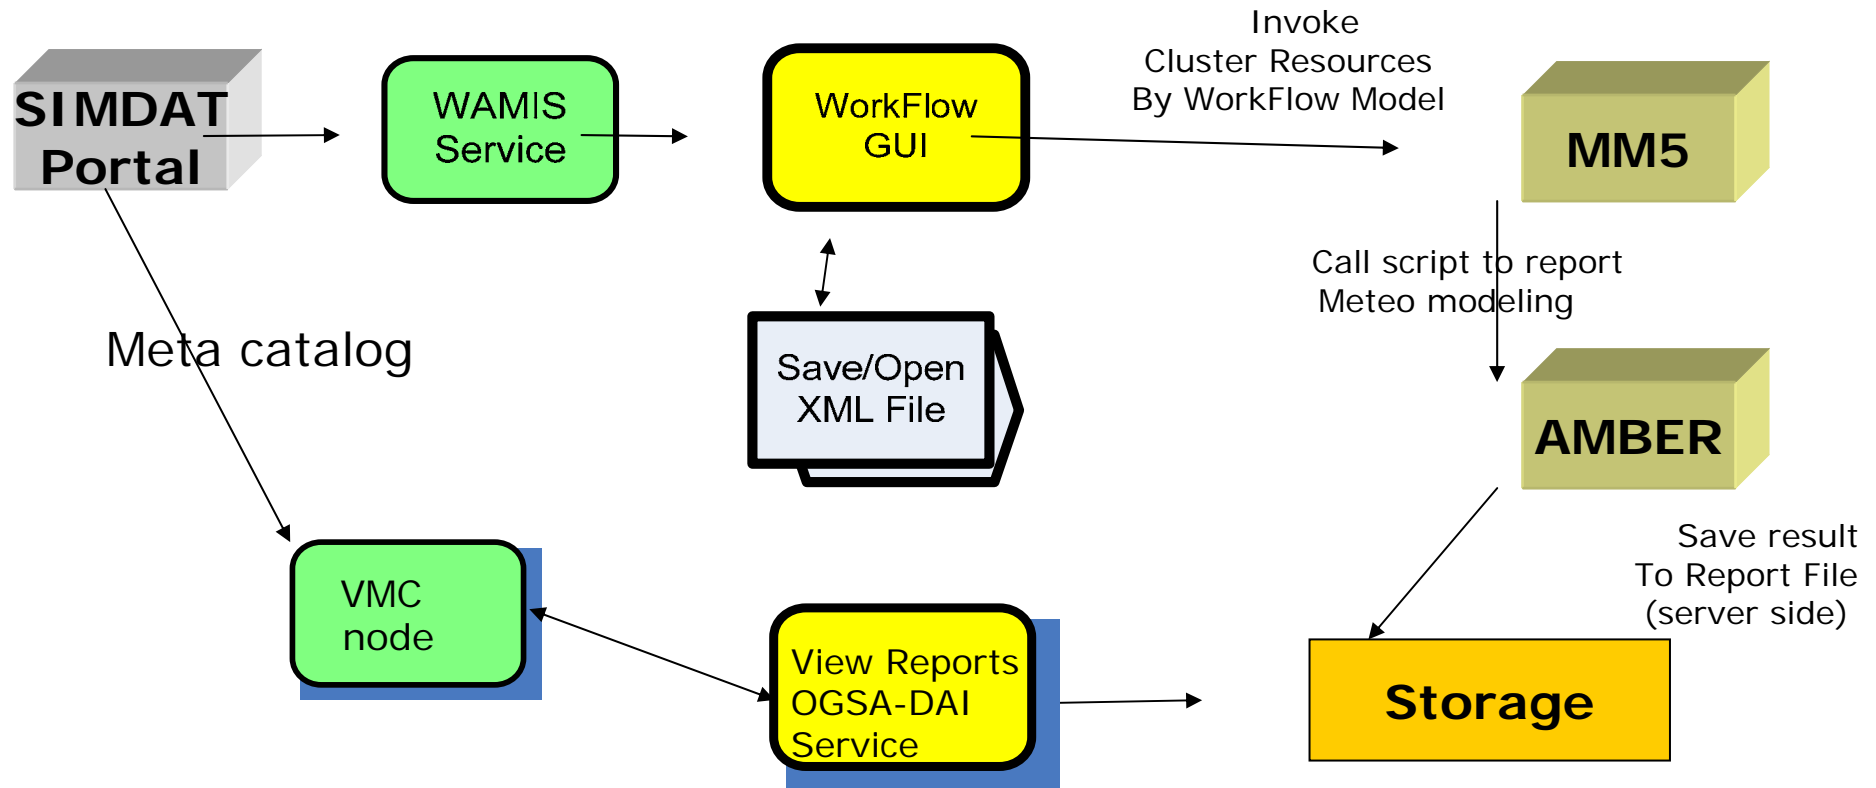 SIMDAT
Portal
WAMIS
Service
WorkFlow
GUI
Invoke
Cluster Resources
By WorkFlow Model
MM5
Call script to report
Meteo modeling
Meta catalog
Save/Open
XML File
AMBER
Save result
To Report File
(server side)
VMC
node
View Reports
OGSA-DAI
Service
Storage